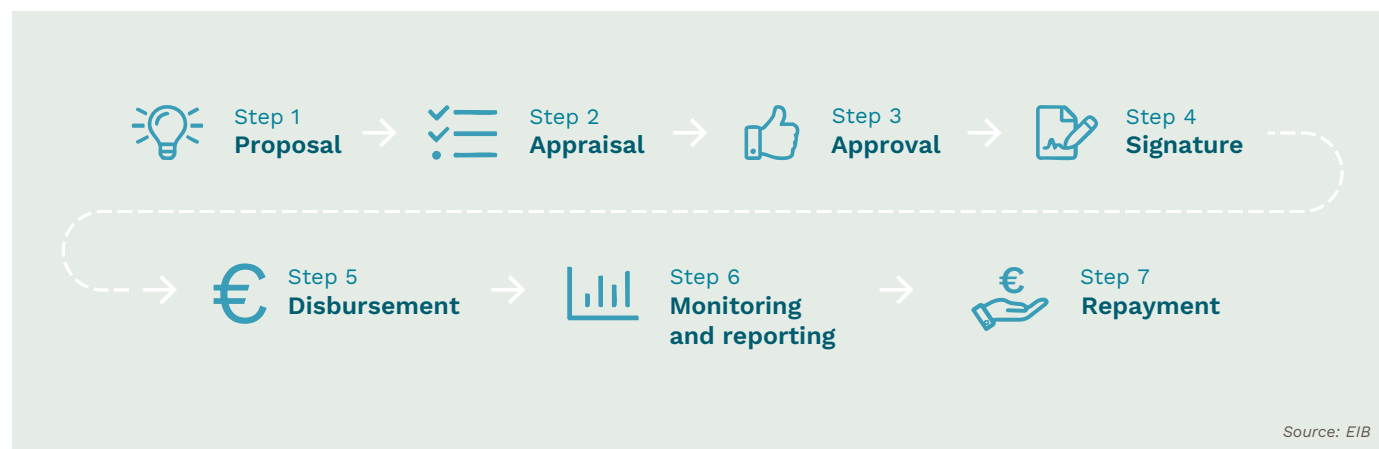 Step 1
Proposal
Step 2
Appraisal
Step 3
Approval
Step 4
Signature
€
Step 5
Disbursement
Step 6
Monitoring
and reporting
€
Step 7
Repayment
Source: EIB